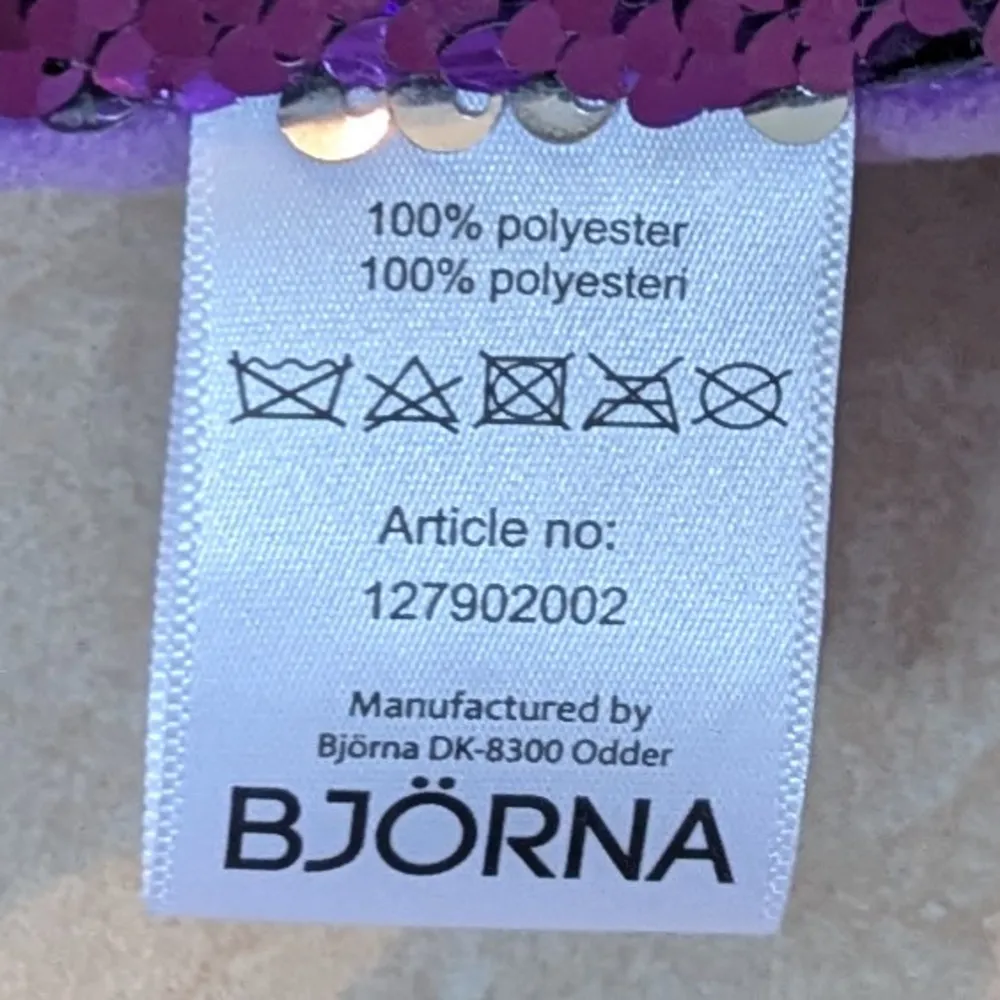 100% polyester
100% polyesteri
Article no:
127902002
Manufactured by
Björna DK-8300 Odder
BJÖRNA